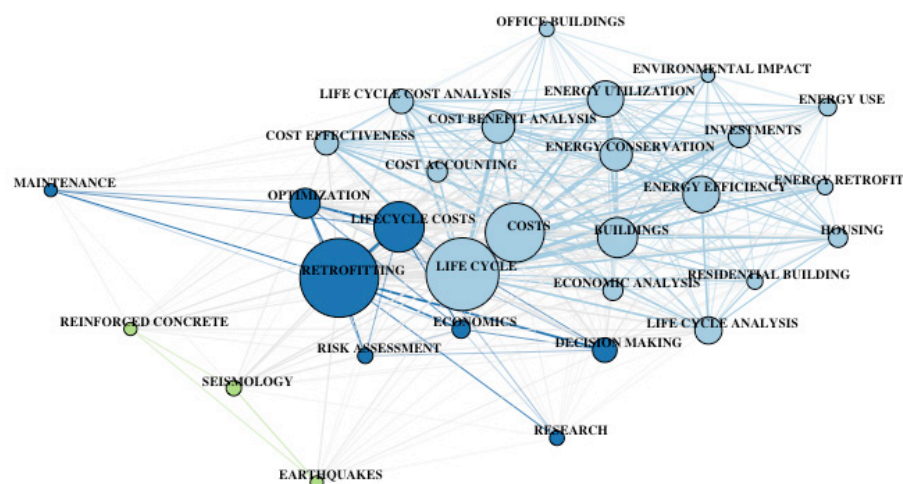 OFFICE BUILDINGS
ENVIRONMENTAL IMPACT
LIFE CYCLE COST ANALYSIS
ENERGY UTILIZATION
ENERGY USE
COST BENEFIT ANALYSIS
COST EFFECTIVENESS
INVESTMENTS
ENERGY CONSERVATION
COST ACCOUNTING
MAINTENANCE
OPTIMIZATION
ENERGY EFFICIENCY
ENERGY RETROFIT
LIFECYCLE COSTS
COSTS
BUILDINGS
HOUSING
RETROFITTING
LIFE CYCLE
ECONOMIC ANALYSIS
RESIDENTIAL BUILDING
REINFORCED CONCRETE
ECONOMICS
LIFE CYCLE ANALYSIS
RISK ASSESSMENT
DECISION MAKING
SEISMOLOGY
RESEARCH
EARTHQUAKES